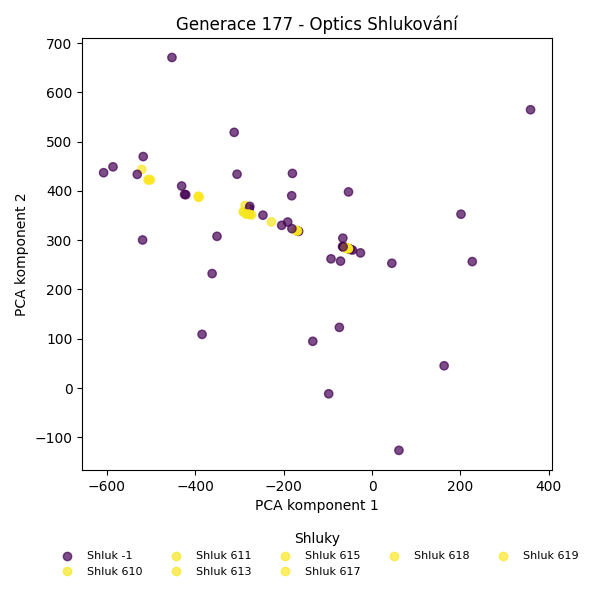 Generace 177 - Optics Shlukování
700
600
500
400
300
200
100
0
−100
PCA komponent 2
−600
−400
−200
0
200
400
PCA komponent 1
Shluky
Shluk -1
Shluk 611
Shluk 615
Shluk 618
Shluk 619
Shluk 610
Shluk 613
Shluk 617